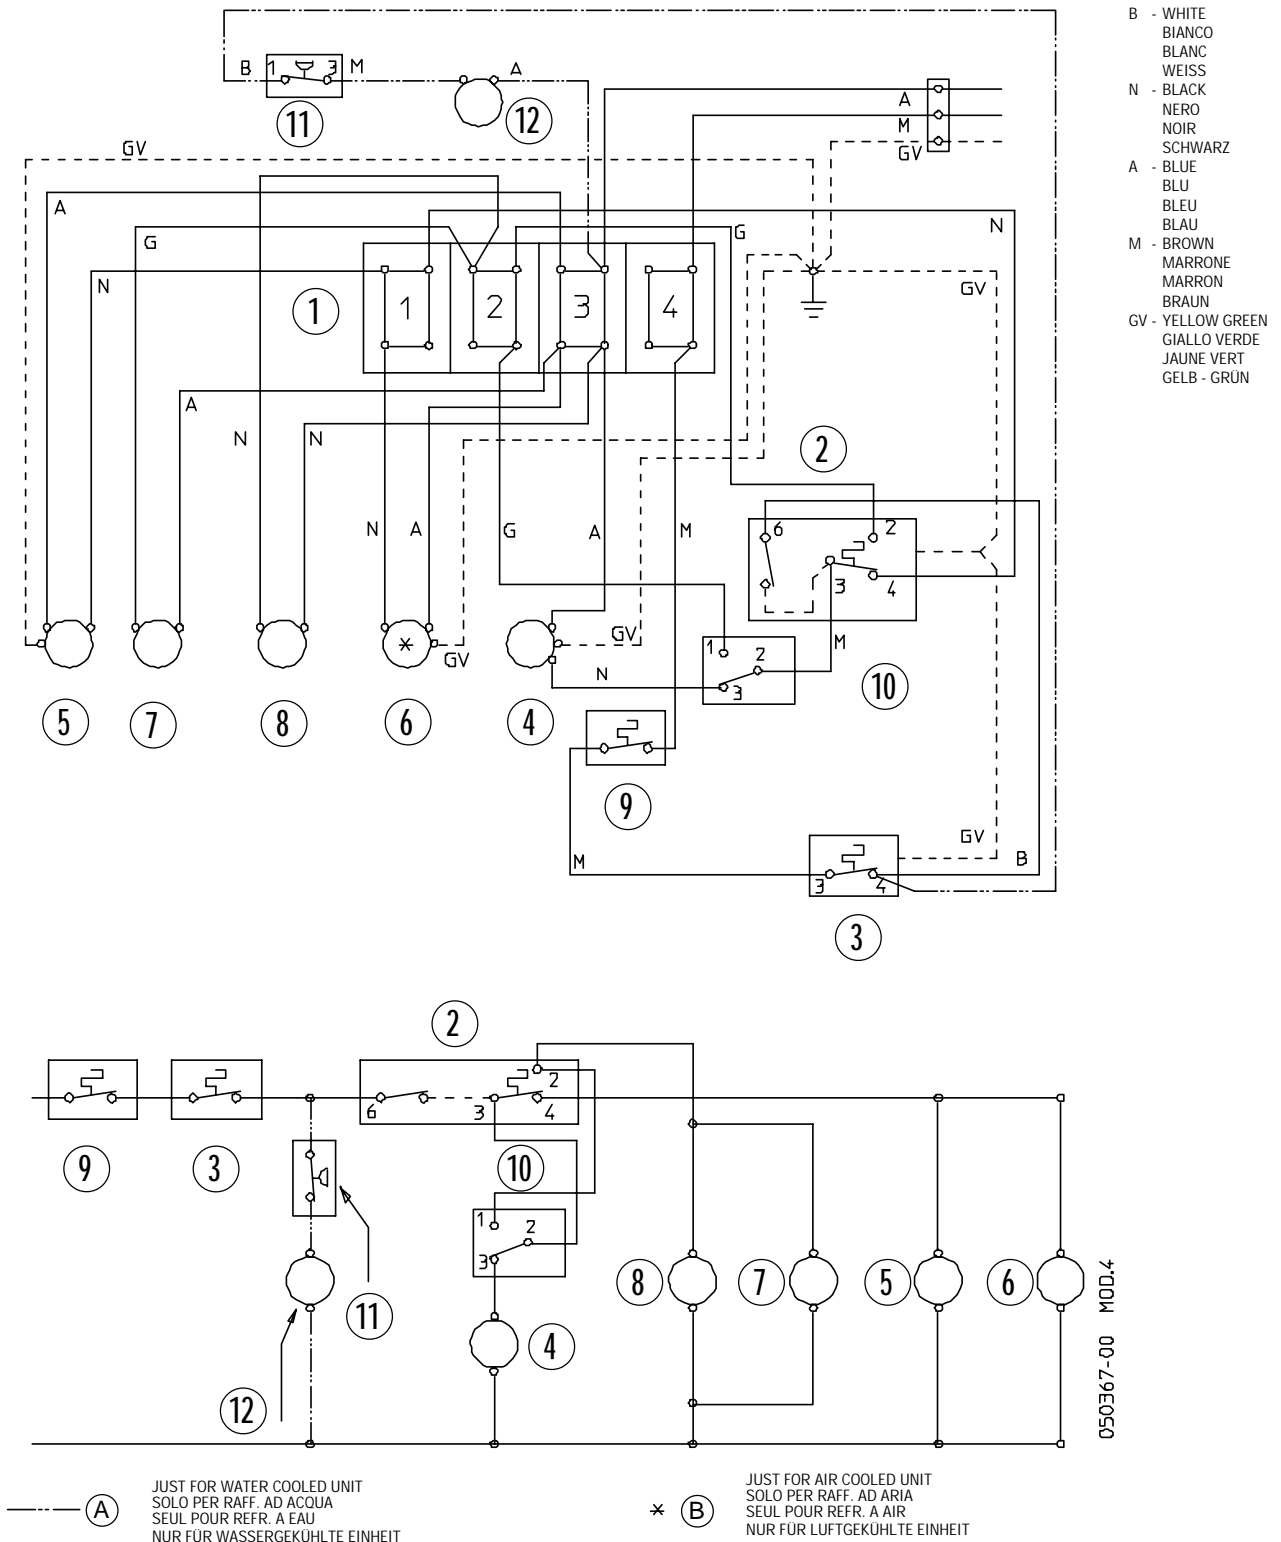 B - WHITE
BIANCO
BLANC
WEISS
N - BLACK
NERO
NOIR
SCHWARZ
A - BLUE
BLU
BLEU
BLAU
M - BROWN
MARRONE
MARRON
BRAUN
GV - YELLOW GREEN
GIALLO VERDE
JAUNE VERT
GELB - GRÜN
B 1 3 M A
11 12
A
M
GV
GV
A
G
N
G
N
GV
1
1 2 3 4
A
N N
2
N A G A M
6 2
3 4
GV
GV
M
N
1 2
3
10
5 7 8 6 4
9
GV
B
M
3 4
3
2
2
6 3 4
9 3 10
1 2
3
8 7 5 6
11
4
12
050367-00 MOD.4
A
JUST FOR WATER COOLED UNIT
SOLO PER RAFF. AD ACQUA
SEUL POUR REFR. A EAU
NUR FÜR WASSERGEKÜHLTE EINHEIT
* B
JUST FOR AIR COOLED UNIT
SOLO PER RAFF. AD ARIA
SEUL POUR REFR. A AIR
NUR FÜR LUFTGEKÜHLTE EINHEIT